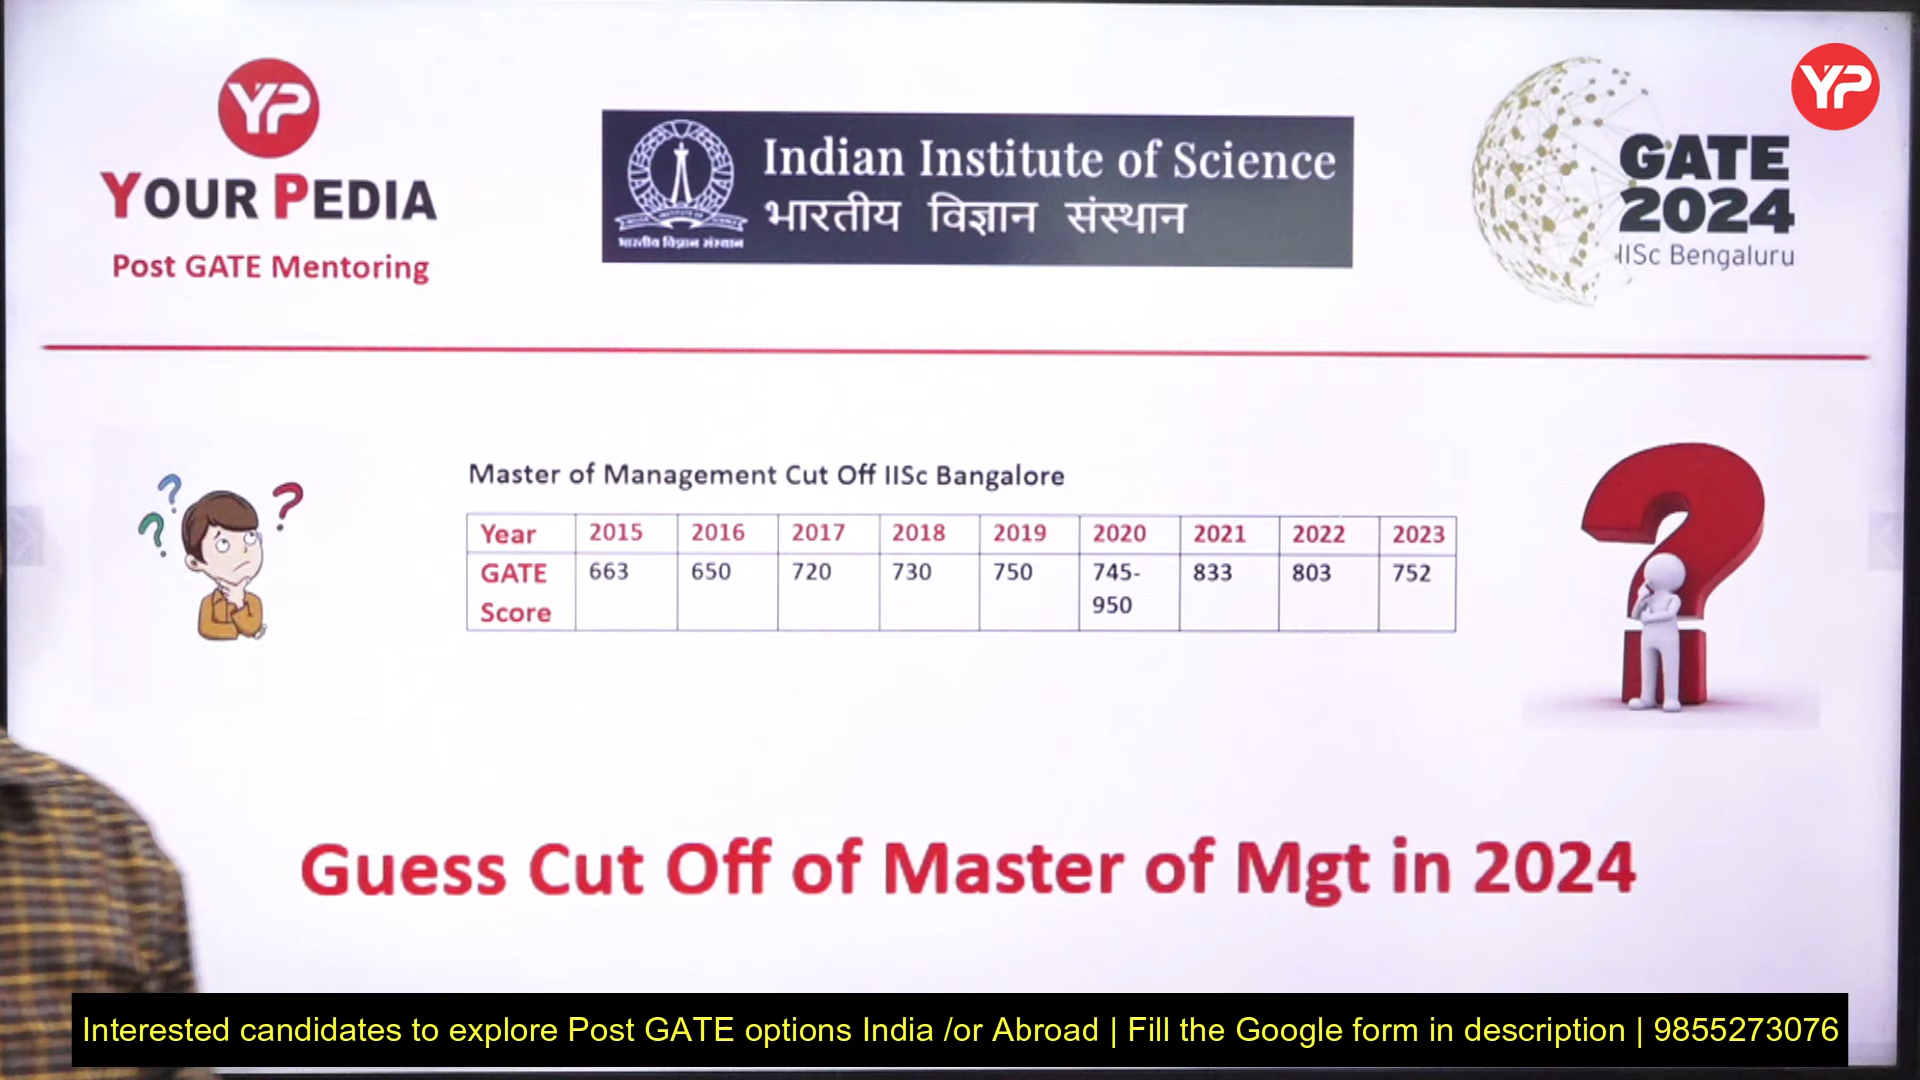 YP
YOUR PEDIA
Post GATE Mentoring
Indian Institute of Science
भारतीय विज्ञान संस्थान
भारतीय विज्ञान संस्थान
GATE
2024
IISc Bengaluru
YP
Master of Management Cut Off IISc Bangalore
Year 2015 2016 2017 2018 2019 2020 2021 2022 2023
GATE Score 663 650 720 730 750 745-950 833 803 752
Guess Cut Off of Master of Mgt in 2024
Interested candidates to explore Post GATE options India /or Abroad | Fill the Google form in description | 9855273076